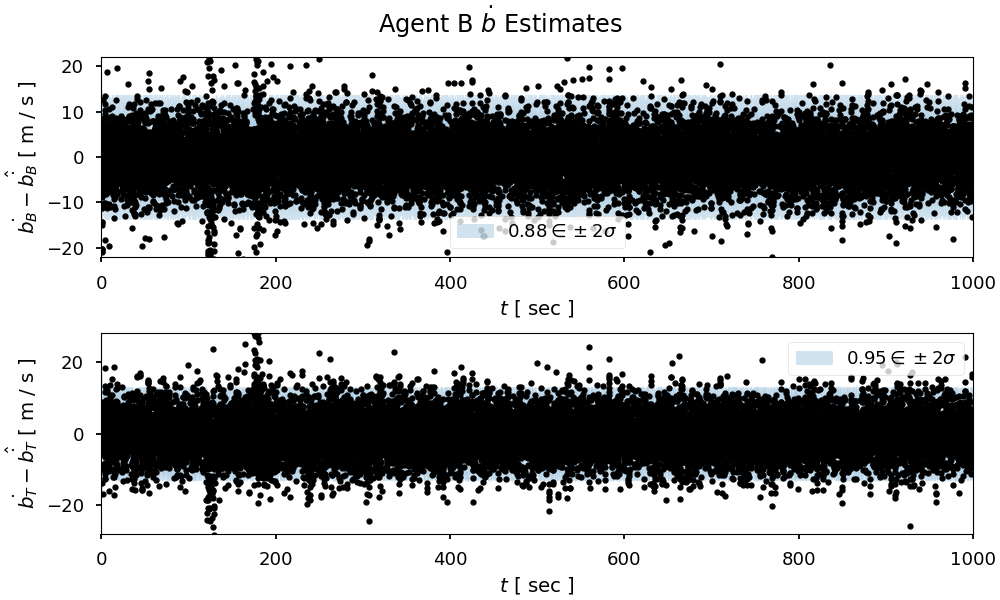 Agent B ḃ Estimates
20
10
0
−10
−20
ḃ_B − ḃ̂_B [ m / s ]
0.88 ∈ ±2σ
0 200 400 600 800 1000
t [ sec ]
20
0
−20
ḃ_T − ḃ̂_T [ m / s ]
0.95 ∈ ±2σ
0 200 400 600 800 1000
t [ sec ]